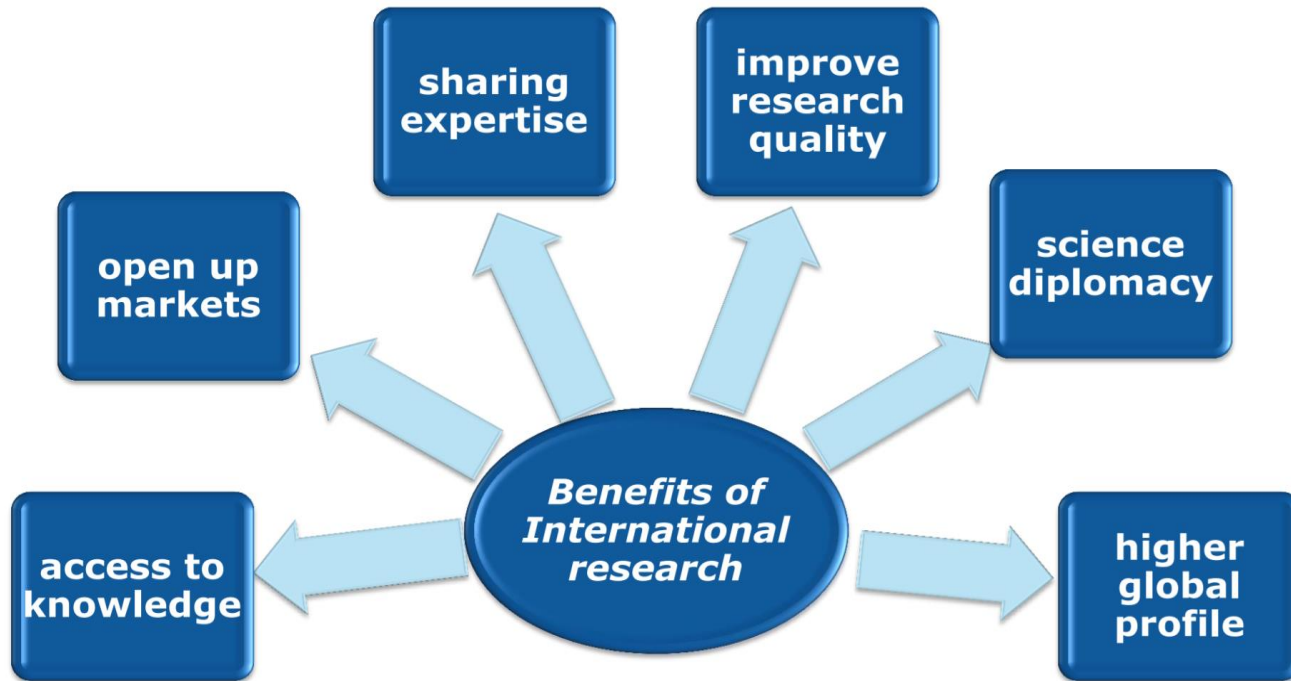 sharing
expertise
improve
research
quality
open up
markets
science
diplomacy
access to
knowledge
Benefits of
International
research
higher
global
profile